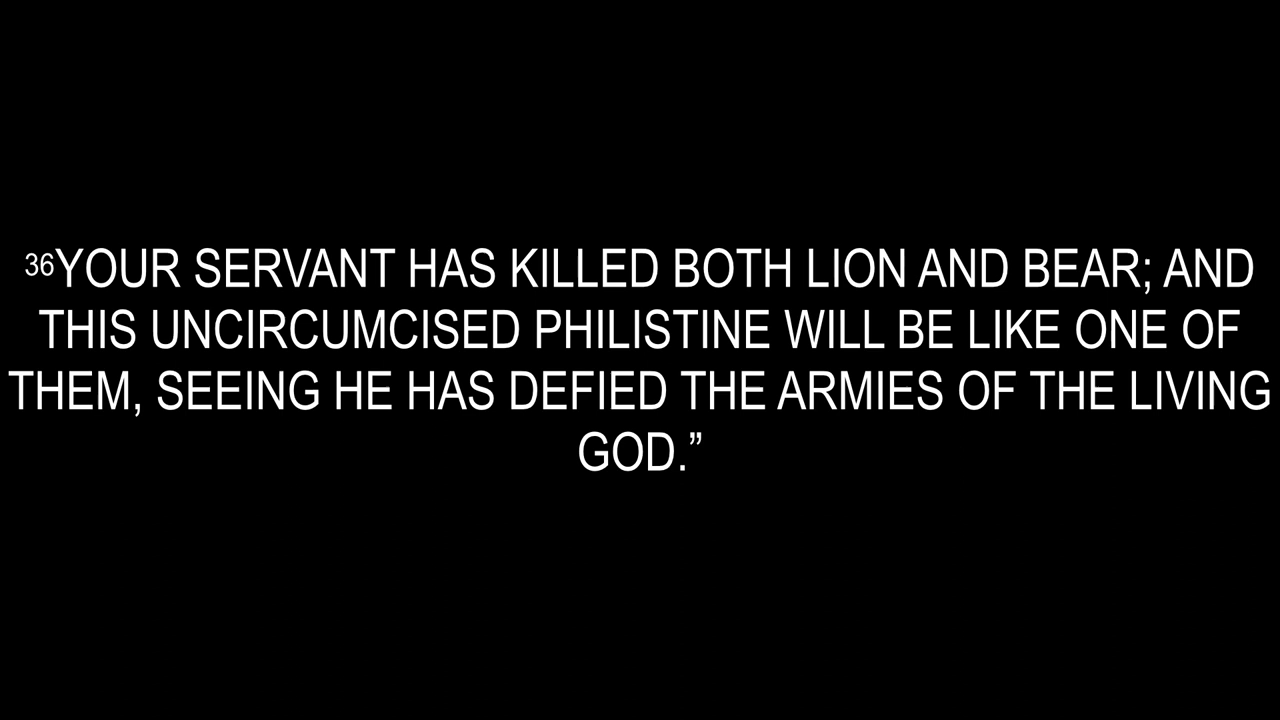 36YOUR SERVANT HAS KILLED BOTH LION AND BEAR; AND
THIS UNCIRCUMCISED PHILISTINE WILL BE LIKE ONE OF
THEM, SEEING HE HAS DEFIED THE ARMIES OF THE LIVING
GOD.”